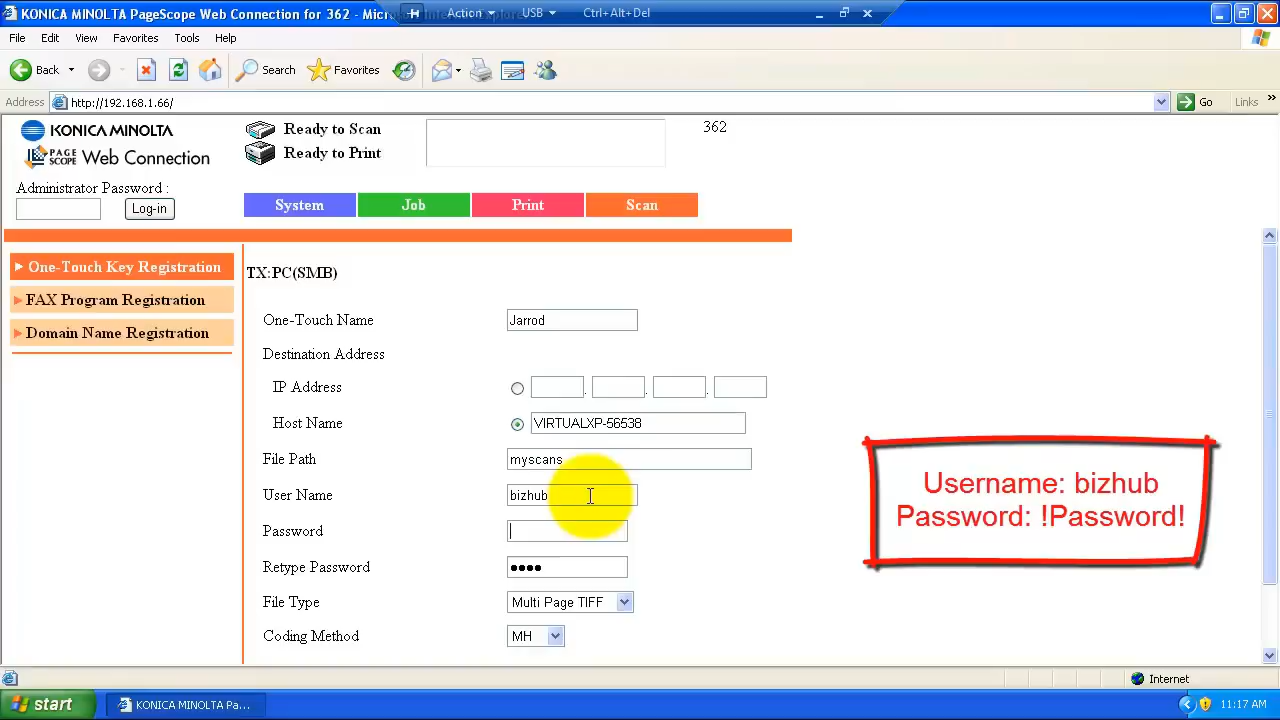 KONICA MINOLTA PageScope Web Connection for 362 - Micr
Action USB Ctrl+Alt+Del
File Edit View Favorites Tools Help
Back Search Favorites
Address http://192.168.1.66/ Go Links »
KONICA MINOLTA
PAGE SCOPE Web Connection
Ready to Scan
Ready to Print
362
Administrator Password :
Log-in
System Job Print Scan
One-Touch Key Registration
FAX Program Registration
Domain Name Registration
TX:PC(SMB)
One-Touch Name Jarrod
Destination Address
IP Address . . .
Host Name VIRTUALXP-56538
File Path myscans
User Name bizhub
Password
Retype Password ●●●●
File Type Multi Page TIFF
Coding Method MH
Username: bizhub
Password: !Password!
Internet
start KONICA MINOLTA Pa... 11:17 AM